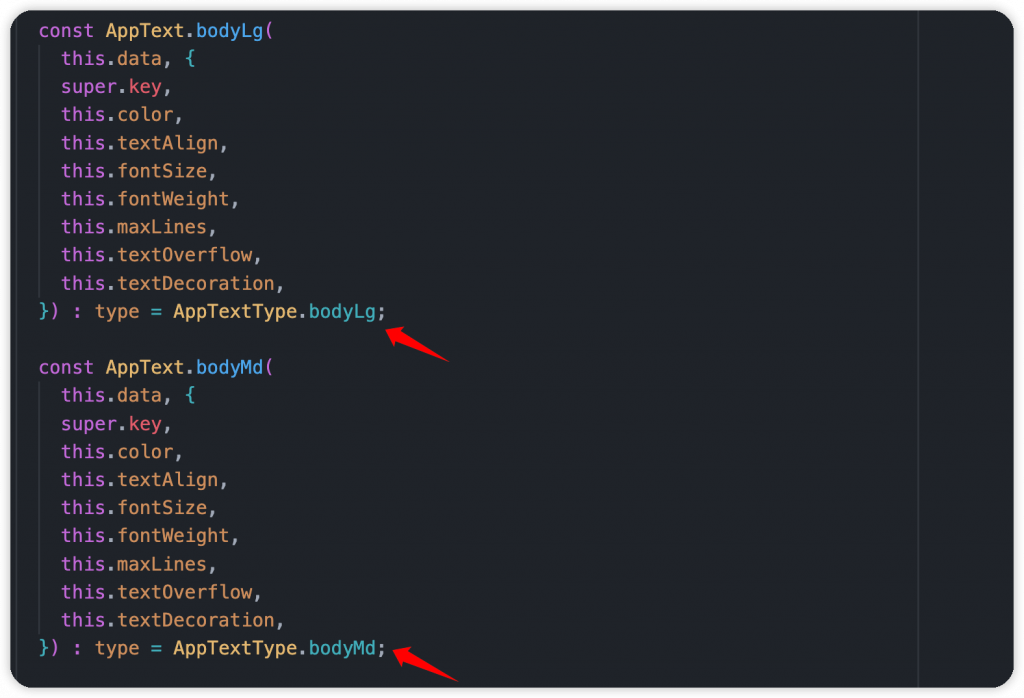 const AppText.bodyLg(
this.data, {
super.key,
this.color,
this.textAlign,
this.fontSize,
this.fontWeight,
this.maxLines,
this.textOverflow,
this.textDecoration,
}) : type = AppTextType.bodyLg;
const AppText.bodyMd(
this.data, {
super.key,
this.color,
this.textAlign,
this.fontSize,
this.fontWeight,
this.maxLines,
this.textOverflow,
this.textDecoration,
}) : type = AppTextType.bodyMd;